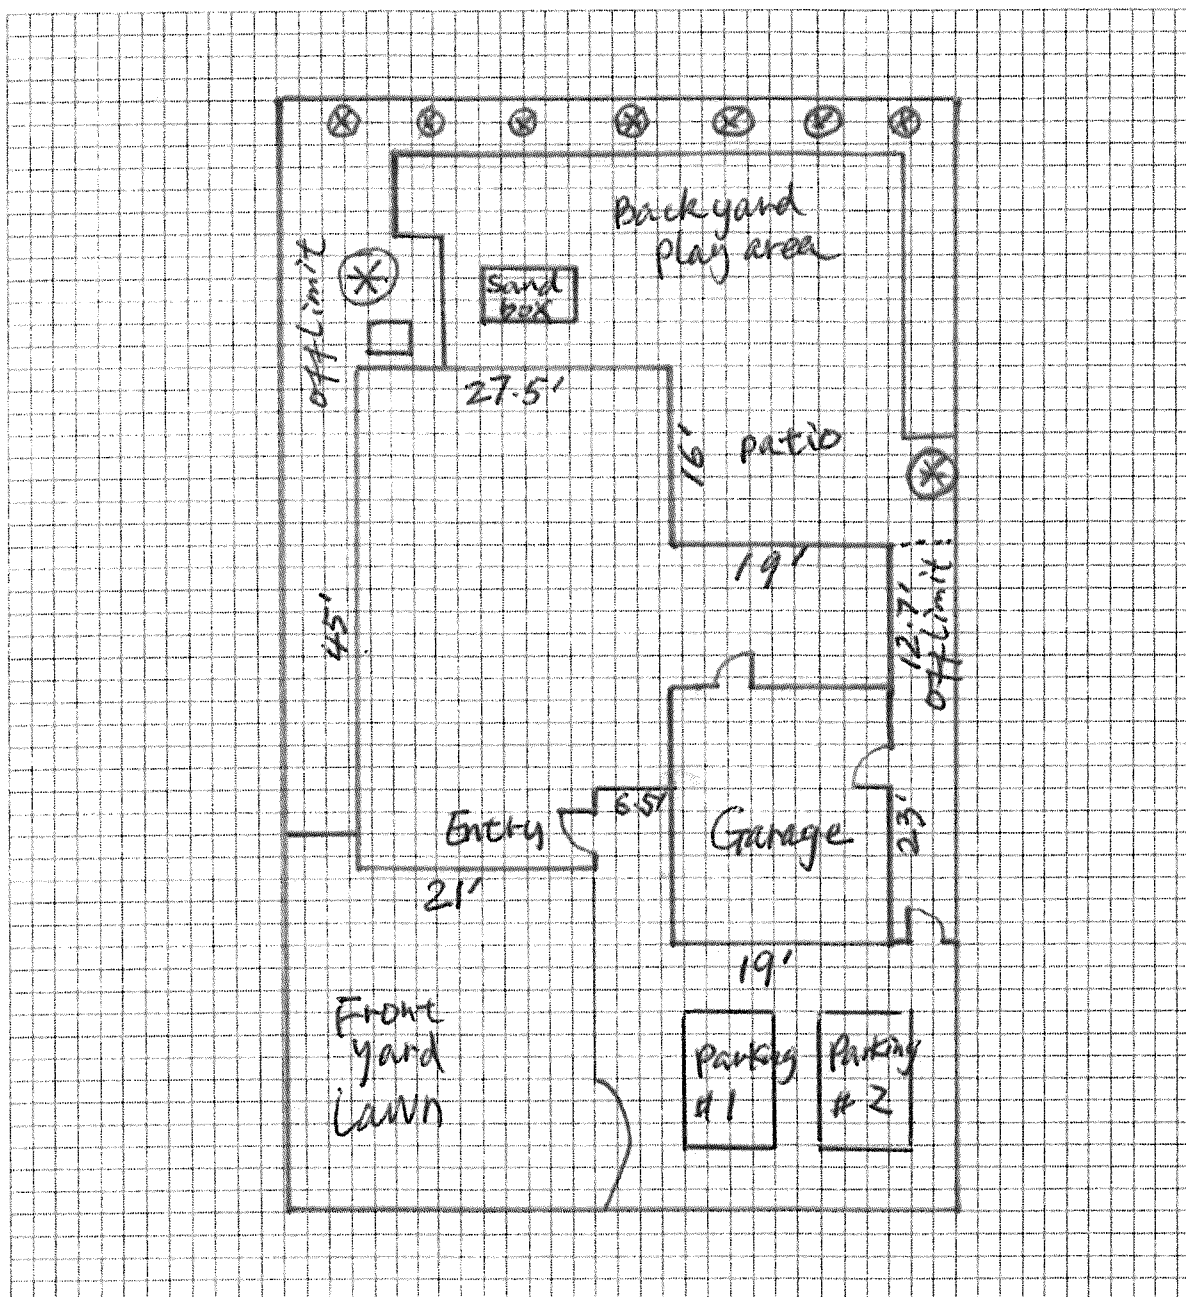 Backyard
play area
Sand
box
off Limit
27.5'
16'
patio
19'
45'
12.7'
off Limit
6.5'
Entry
Garage
23'
21'
19'
Front
yard
Lawn
Parking
#1
Parking
#2